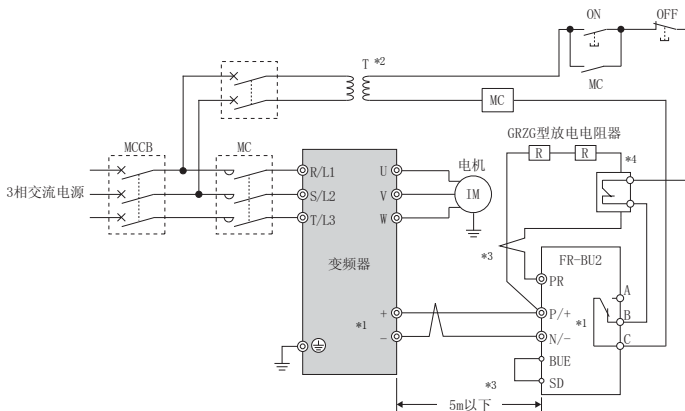 ON
OFF
T *2
MC
MC
GRZG型放电电阻器
R
R
*4
MCCB
MC
3相交流电源
R/L1
S/L2
T/L3
U
V
W
电机
IM
变频器
*3
FR-BU2
PR
A
+
*1
-
P/+
*1
B
N/-
C
BUE
*3
SD
5m以下